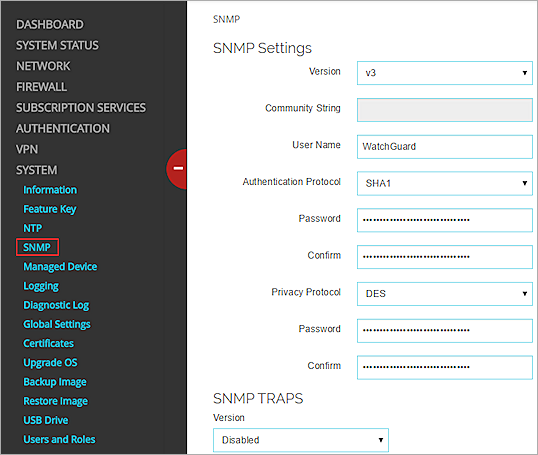 DASHBOARD
SYSTEM STATUS
NETWORK
FIREWALL
SUBSCRIPTION SERVICES
AUTHENTICATION
VPN
SYSTEM
Information
Feature Key
NTP
SNMP
Managed Device
Logging
Diagnostic Log
Global Settings
Certificates
Upgrade OS
Backup Image
Restore Image
USB Drive
Users and Roles
SNMP
SNMP Settings
Version v3
Community String
User Name WatchGuard
Authentication Protocol SHA1
Password ••••••••••••••••••••••••••••••••
Confirm ••••••••••••••••••••••••••••••••
Privacy Protocol DES
Password ••••••••••••••••••••••••••••••••
Confirm ••••••••••••••••••••••••••••••••
SNMP TRAPS
Version
Disabled